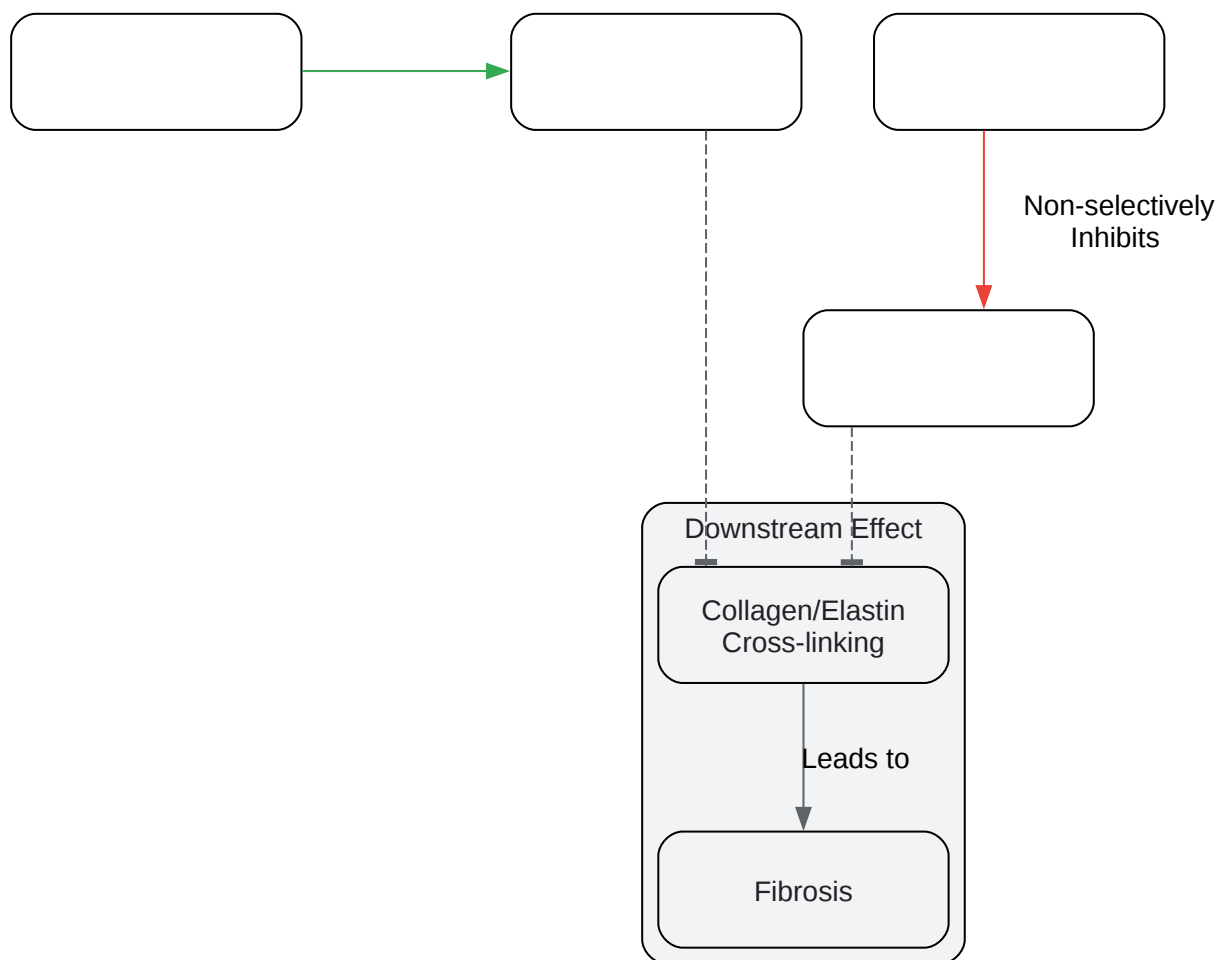 Non-selectively
Inhibits
Downstream Effect
Collagen/Elastin
Cross-linking
Leads to
Fibrosis